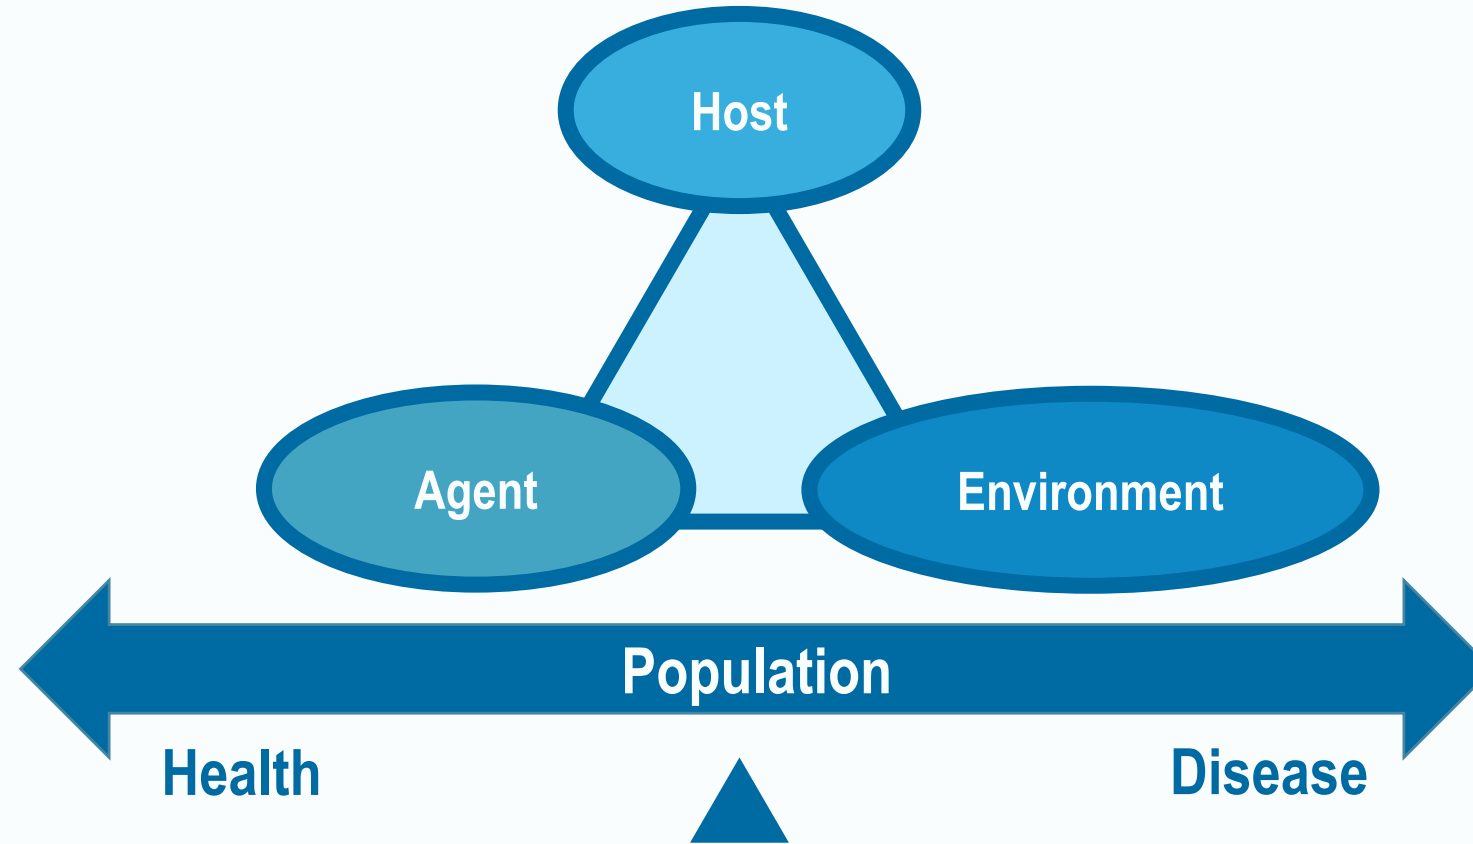 Host
Agent
Environment
Population
Health
Disease